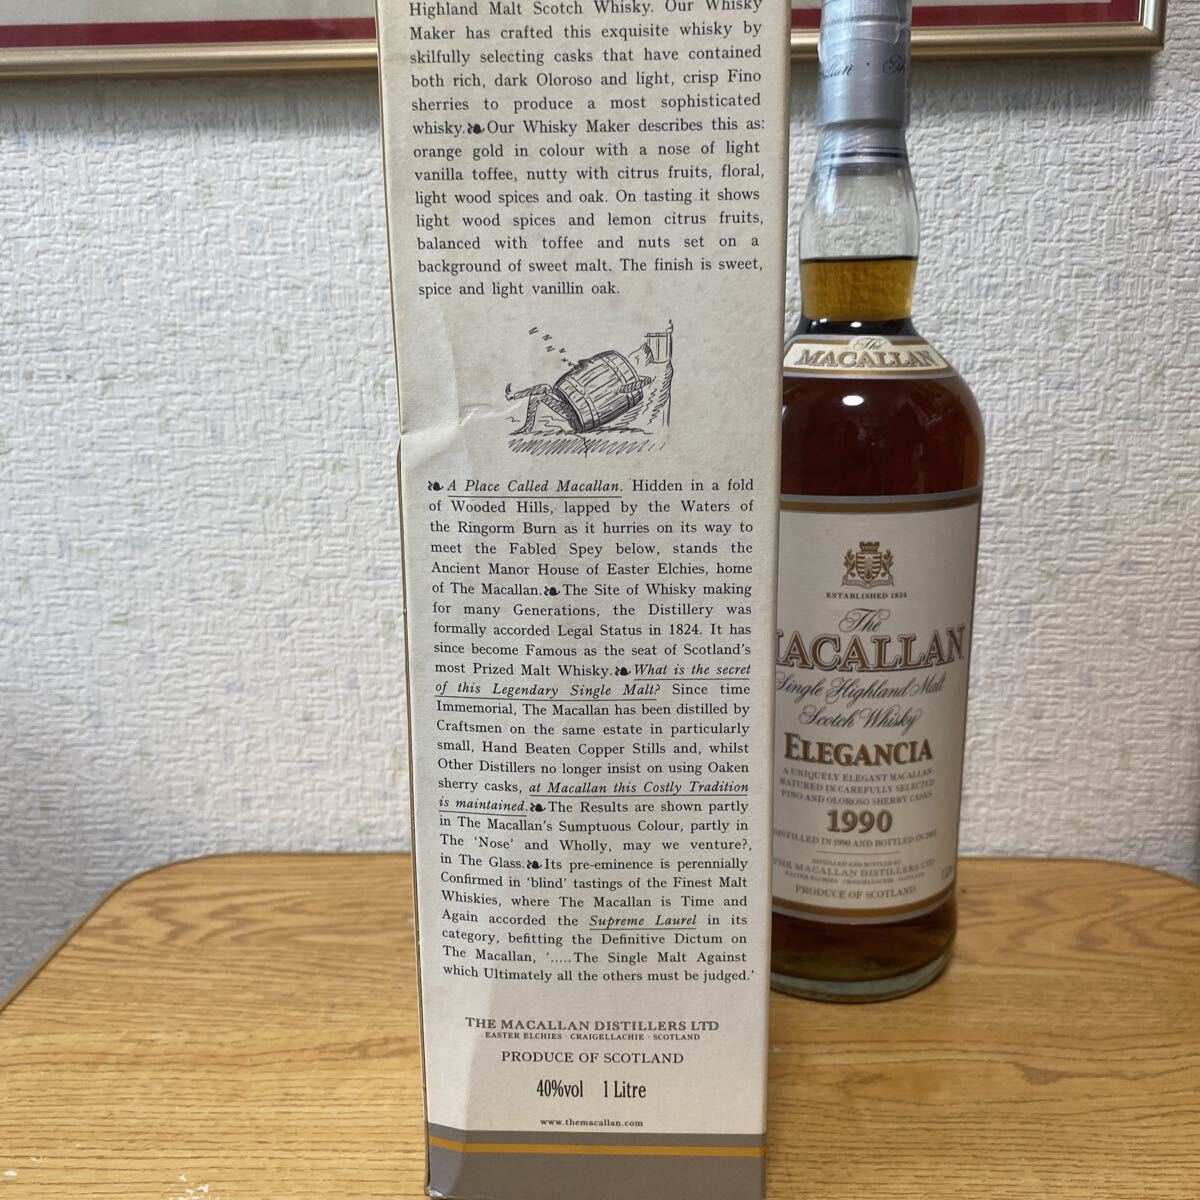 Highland Malt Scotch Whisky. Our Whisky
Maker has crafted this exquisite whisky by
skilfully selecting casks that have contained
both rich, dark Oloroso and light, crisp Fino
sherries to produce a most sophisticated
whisky.❧Our Whisky Maker describes this as:
orange gold in colour with a nose of light
vanilla toffee, nutty with citrus fruits, floral,
light wood spices and oak. On tasting it shows
light wood spices and lemon citrus fruits,
balanced with toffee and nuts set on a
background of sweet malt. The finish is sweet,
spice and light vanillin oak.
❧ A Place Called Macallan. Hidden in a fold
of Wooded Hills, lapped by the Waters of
the Ringorm Burn as it hurries on its way to
meet the Fabled Spey below, stands the
Ancient Manor House of Easter Elchies, home
of The Macallan.❧The Site of Whisky making
for many Generations, the Distillery was
formally accorded Legal Status in 1824. It has
since become Famous as the seat of Scotland's
most Prized Malt Whisky.❧What is the secret
of this Legendary Single Malt? Since time
Immemorial, The Macallan has been distilled by
Craftsmen on the same estate in particularly
small, Hand Beaten Copper Stills and, whilst
Other Distillers no longer insist on using Oaken
sherry casks, at Macallan this Costly Tradition
is maintained.❧The Results are shown partly
in The Macallan's Sumptuous Colour, partly in
The 'Nose' and Wholly, may we venture?,
in The Glass.❧Its pre-eminence is perennially
Confirmed in 'blind' tastings of the Finest Malt
Whiskies, where The Macallan is Time and
Again accorded the Supreme Laurel in its
category, befitting the Definitive Dictum on
The Macallan, '.....The Single Malt Against
which Ultimately all the others must be judged.'
THE MACALLAN DISTILLERS LTD
EASTER ELCHIES · CRAIGELLACHIE · SCOTLAND
PRODUCE OF SCOTLAND
40%vol 1 Litre
www.themacallan.com
The
MACALLAN
ESTABLISHED 1824
The
MACALLAN
Single Highland Malt
Scotch Whisky
ELEGANCIA
A UNIQUELY ELEGANT MACALLAN
MATURED IN CAREFULLY SELECTED
FINO AND OLOROSO SHERRY CASKS
1990
DISTILLED IN 1990 AND BOTTLED IN 2002
DISTILLED AND BOTTLED BY
THE MACALLAN DISTILLERS LTD
EASTER ELCHIES · CRAIGELLACHIE · SCOTLAND
PRODUCE OF SCOTLAND